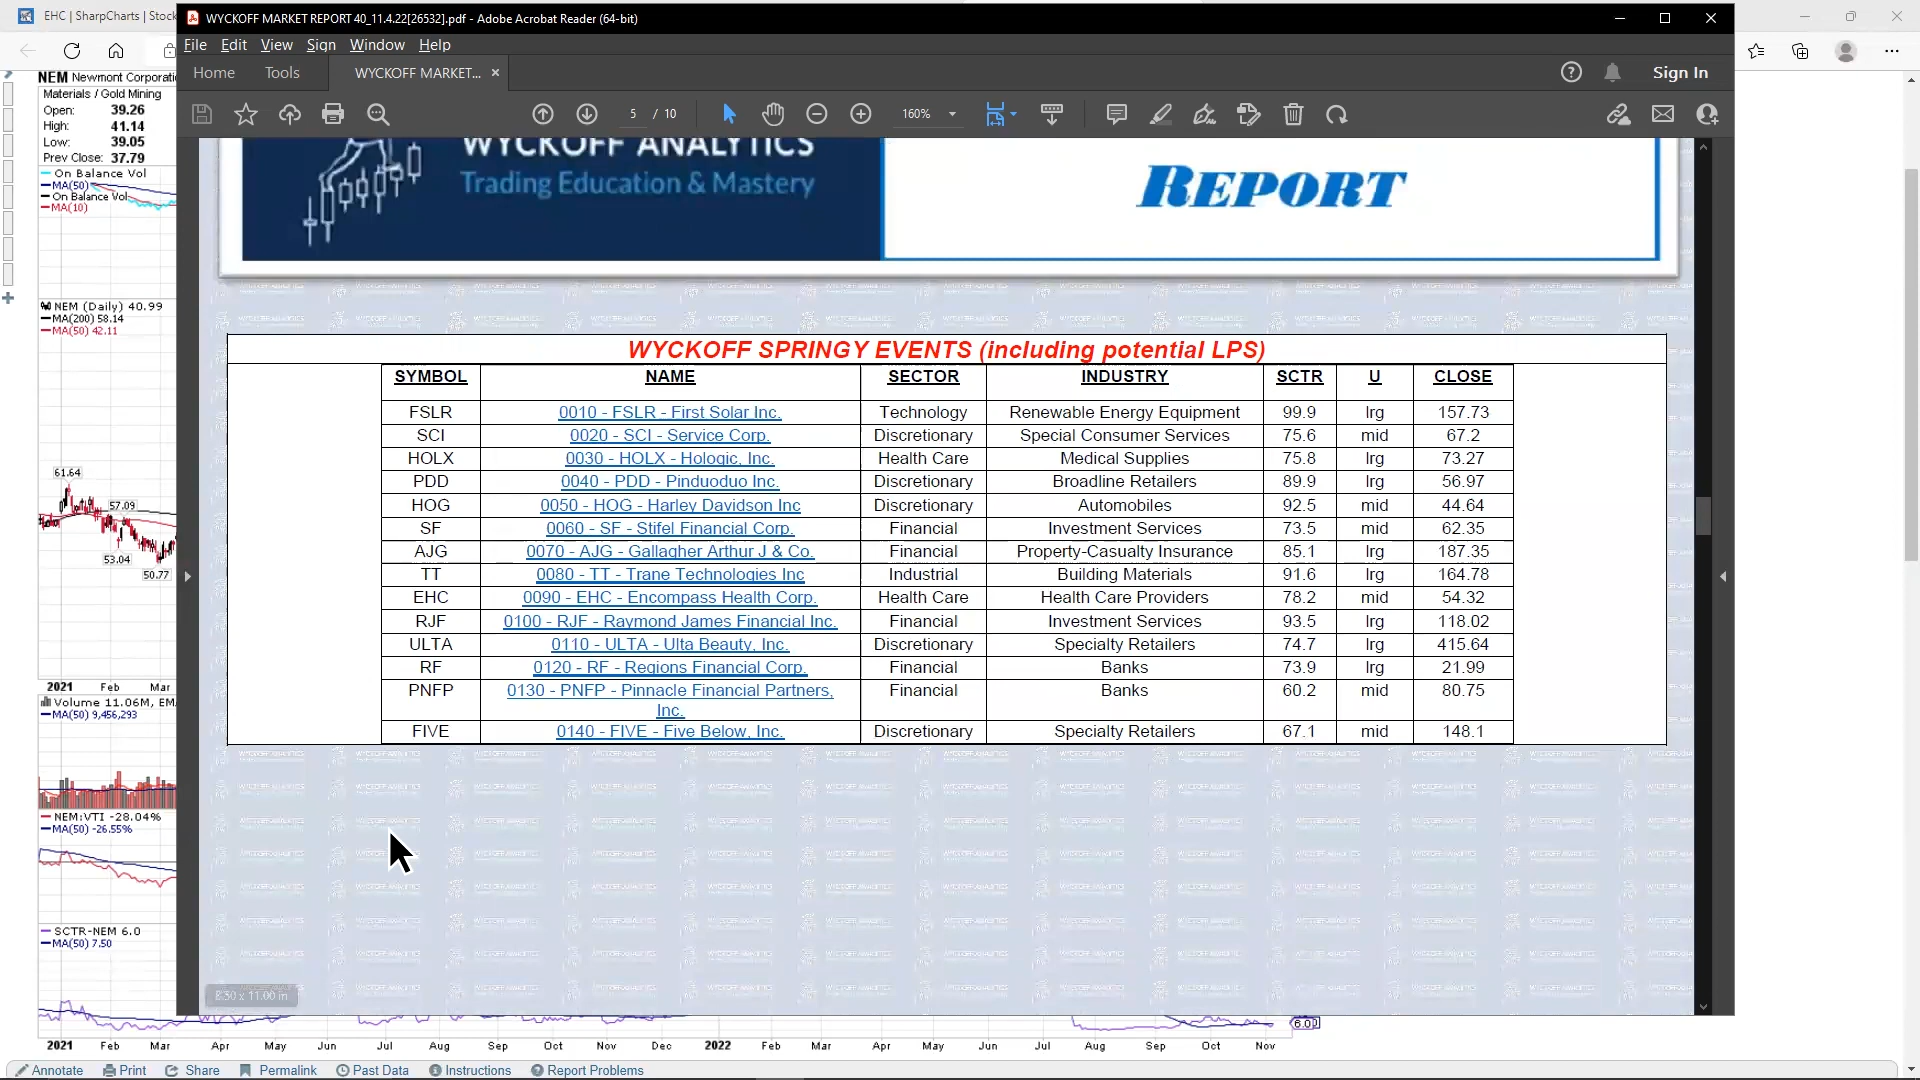 EHC | SharpCharts | Stock
WYCKOFF MARKET REPORT 40_11.4.22[26532].pdf - Adobe Acrobat Reader (64-bit)
File Edit View Sign Window Help
Home Tools WYCKOFF MARKET... × Sign In
5 / 10 160%
NEM Newmont Corporati
Materials / Gold Mining
Open: 39.26
High: 41.14
Low: 39.05
Prev Close: 37.79
On Balance Vol
MA(50)
On Balance Vol
MA(10)
NEM (Daily) 40.99
MA(200) 58.14
MA(50) 42.11
61.64
57.09
53.04
50.77
2021 Feb Mar
Volume 11.06M, EM
MA(50) 9,456,293
NEM:VTI -28.04%
MA(50) -26.55%
SCTR-NEM 6.0
MA(50) 7.50
WYCKOFF ANALYTICS
Trading Education & Mastery
REPORT
WYCKOFF SPRINGY EVENTS (including potential LPS)
SYMBOL NAME SECTOR INDUSTRY SCTR U CLOSE
FSLR 0010 - FSLR - First Solar Inc. Technology Renewable Energy Equipment 99.9 lrg 157.73
SCI 0020 - SCI - Service Corp. Discretionary Special Consumer Services 75.6 mid 67.2
HOLX 0030 - HOLX - Hologic, Inc. Health Care Medical Supplies 75.8 lrg 73.27
PDD 0040 - PDD - Pinduoduo Inc. Discretionary Broadline Retailers 89.9 lrg 56.97
HOG 0050 - HOG - Harley Davidson Inc Discretionary Automobiles 92.5 mid 44.64
SF 0060 - SF - Stifel Financial Corp. Financial Investment Services 73.5 mid 62.35
AJG 0070 - AJG - Gallagher Arthur J & Co. Financial Property-Casualty Insurance 85.1 lrg 187.35
TT 0080 - TT - Trane Technologies Inc Industrial Building Materials 91.6 lrg 164.78
EHC 0090 - EHC - Encompass Health Corp. Health Care Health Care Providers 78.2 mid 54.32
RJF 0100 - RJF - Raymond James Financial Inc. Financial Investment Services 93.5 lrg 118.02
ULTA 0110 - ULTA - Ulta Beauty, Inc. Discretionary Specialty Retailers 74.7 lrg 415.64
RF 0120 - RF - Regions Financial Corp. Financial Banks 73.9 lrg 21.99
PNFP 0130 - PNFP - Pinnacle Financial Partners, Inc. Financial Banks 60.2 mid 80.75
FIVE 0140 - FIVE - Five Below, Inc. Discretionary Specialty Retailers 67.1 mid 148.1
8.50 x 11.00 in
6.00
2021 Feb Mar Apr May Jun Jul Aug Sep Oct Nov Dec 2022 Feb Mar Apr May Jun Jul Aug Sep Oct Nov
Annotate Print Share Permalink Past Data Instructions Report Problems